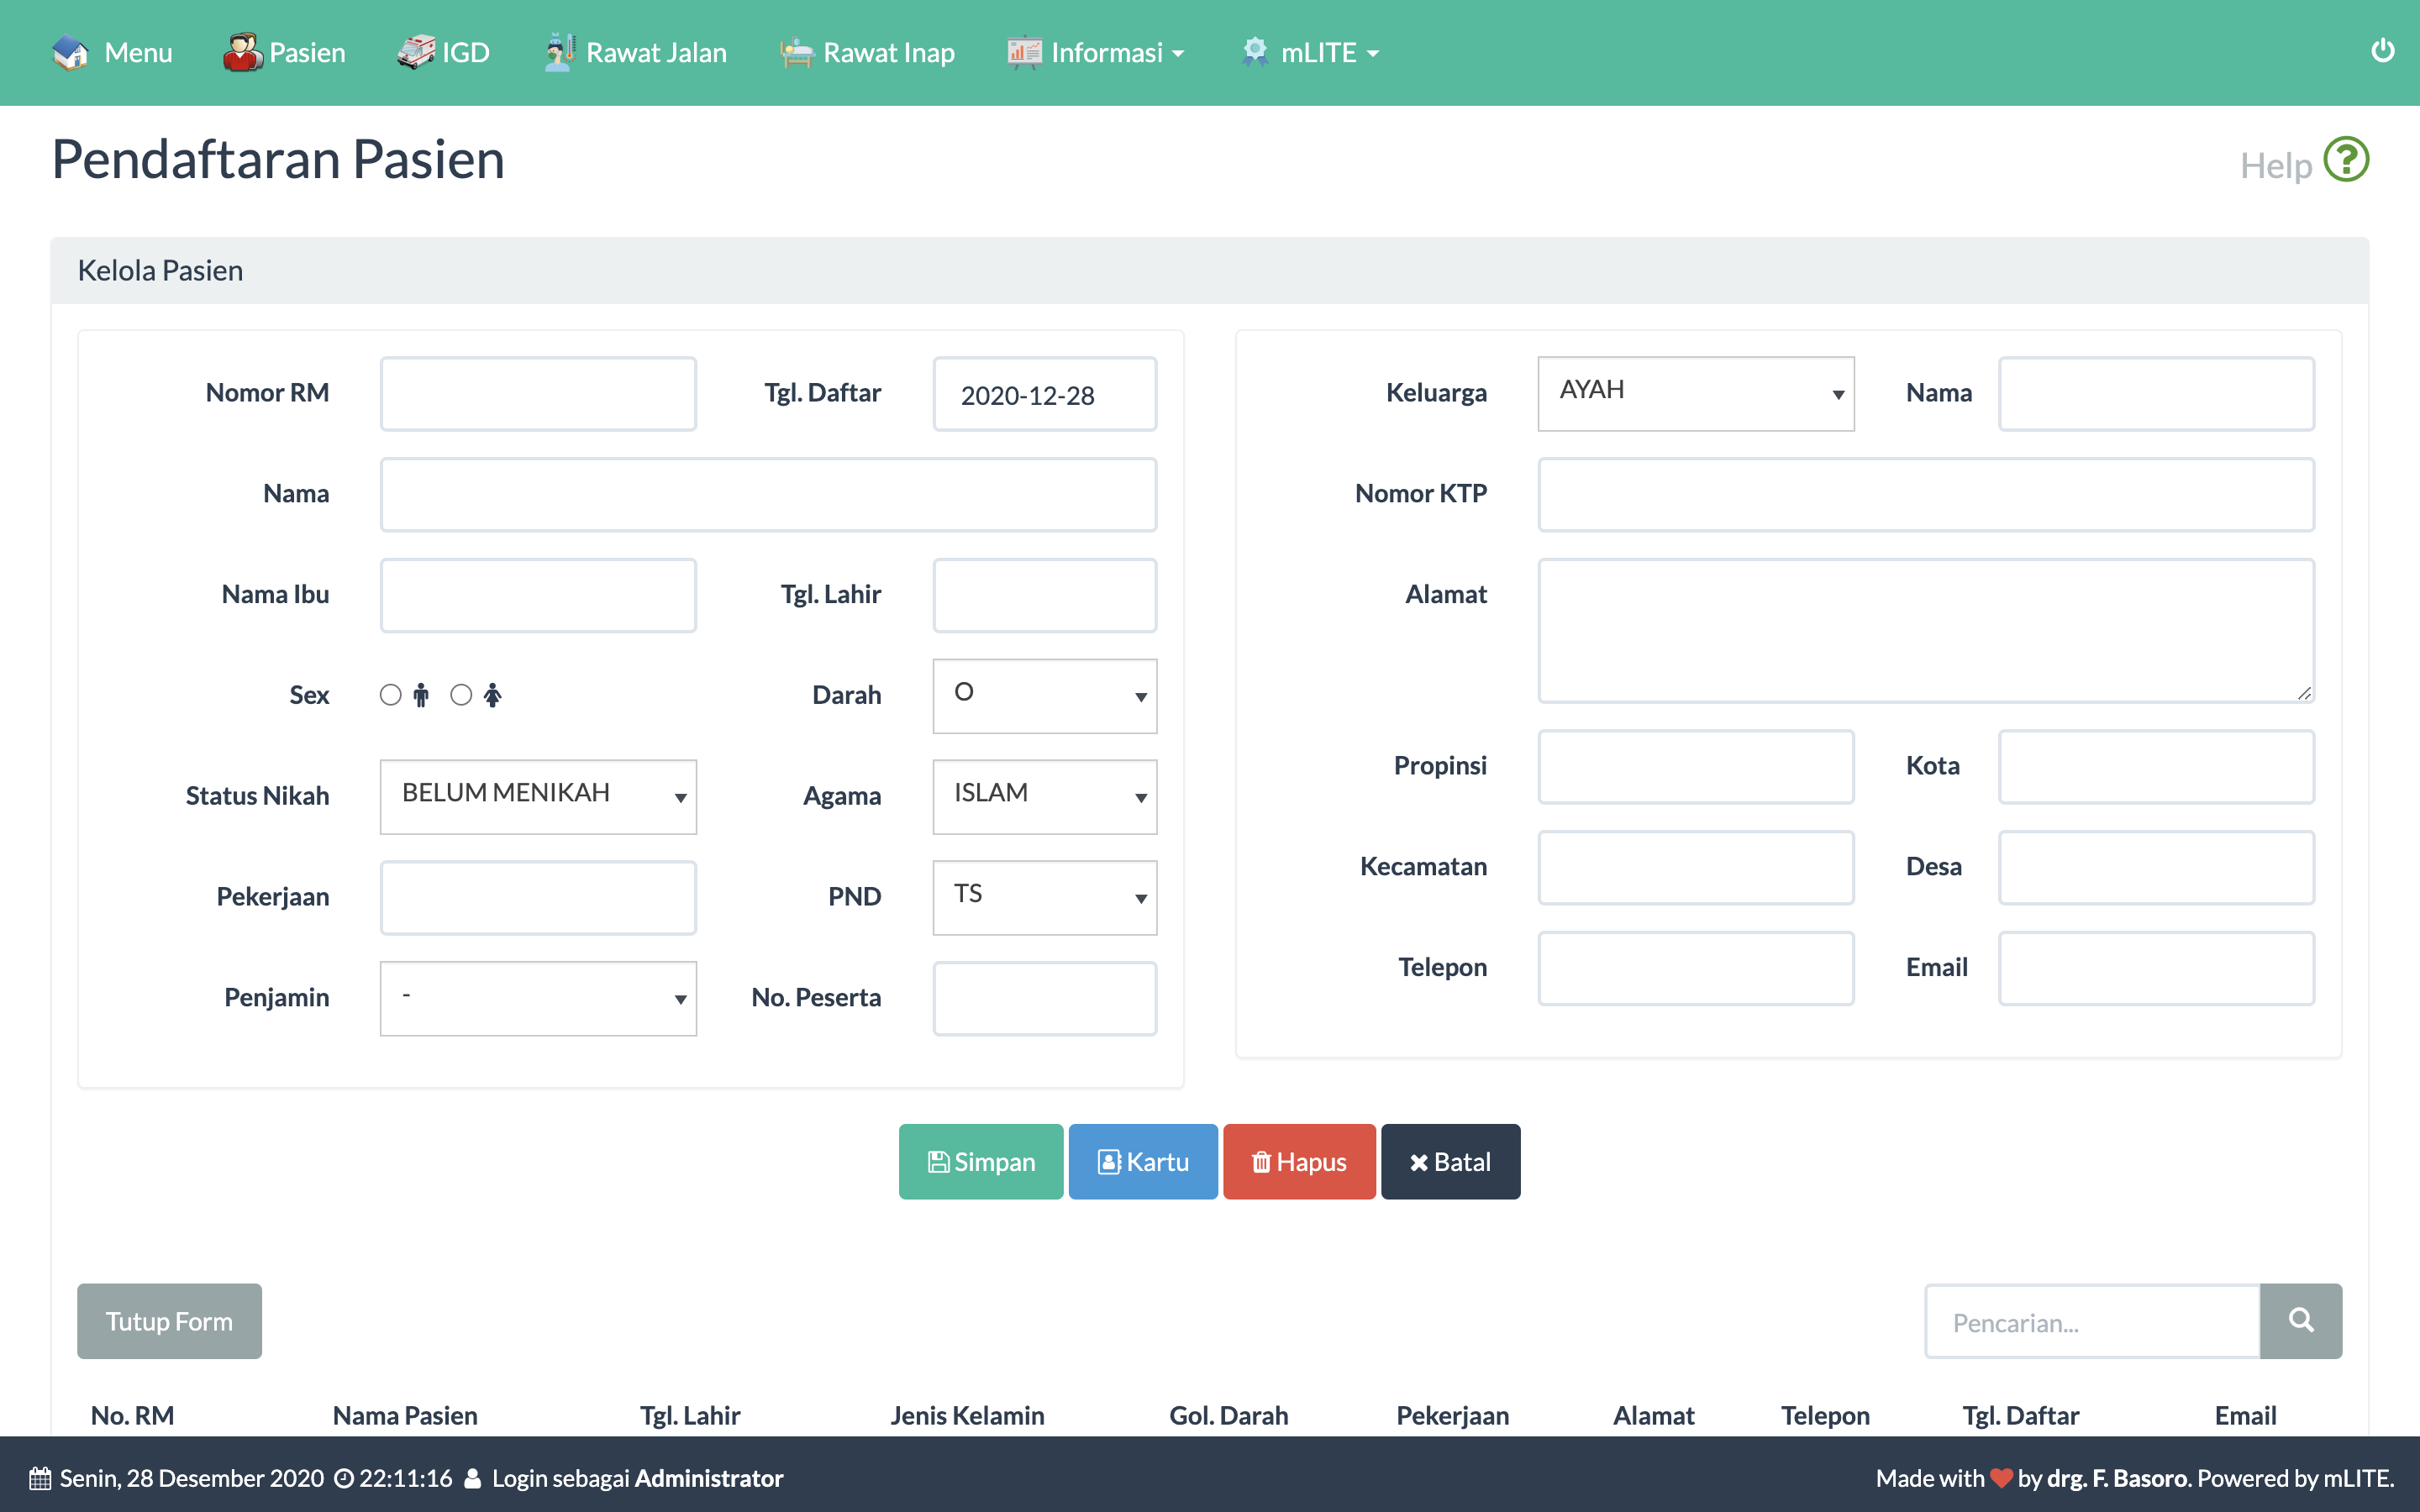 Menu Pasien IGD Rawat Jalan Rawat Inap Informasi mLITE
Pendaftaran Pasien
Help
Kelola Pasien
Nomor RM Tgl. Daftar 2020-12-28
Nama
Nama Ibu Tgl. Lahir
Sex Darah O
Status Nikah BELUM MENIKAH Agama ISLAM
Pekerjaan PND TS
Penjamin - No. Peserta
Keluarga AYAH Nama
Nomor KTP
Alamat
Propinsi Kota
Kecamatan Desa
Telepon Email
Simpan Kartu Hapus Batal
Tutup Form Pencarian...
No. RM Nama Pasien Tgl. Lahir Jenis Kelamin Gol. Darah Pekerjaan Alamat Telepon Tgl. Daftar Email
Senin, 28 Desember 2020 22:11:16 Login sebagai Administrator Made with ❤ by drg. F. Basoro. Powered by mLITE.